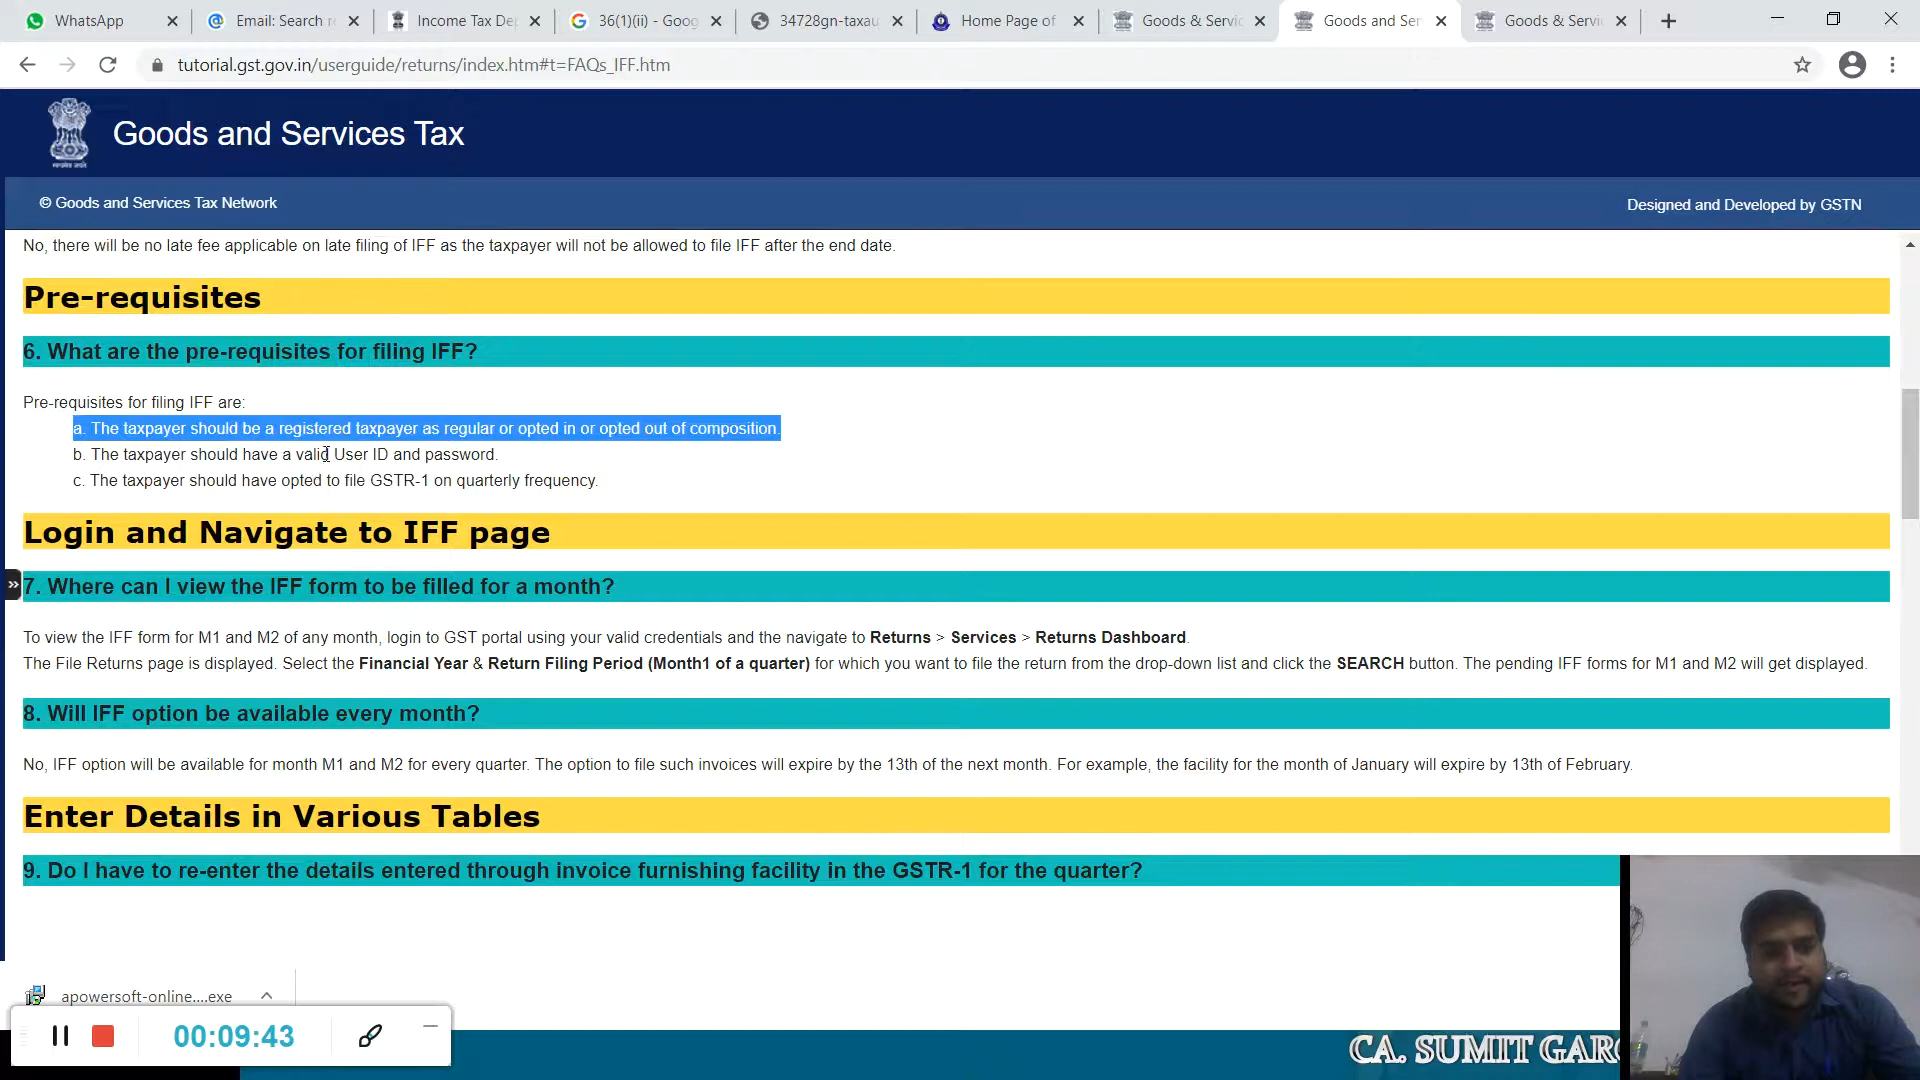 WhatsApp
Email: Search r
Income Tax De
36(1)(ii) - Goog
34728gn-taxau
Home Page of
Goods & Servic
Goods and Ser
Goods & Servic
tutorial.gst.gov.in/userguide/returns/index.htm#t=FAQs_IFF.htm
Goods and Services Tax
© Goods and Services Tax Network
Designed and Developed by GSTN
No, there will be no late fee applicable on late filing of IFF as the taxpayer will not be allowed to file IFF after the end date.
Pre-requisites
6. What are the pre-requisites for filing IFF?
Pre-requisites for filing IFF are:
a. The taxpayer should be a registered taxpayer as regular or opted in or opted out of composition.
b. The taxpayer should have a valid User ID and password.
c. The taxpayer should have opted to file GSTR-1 on quarterly frequency.
Login and Navigate to IFF page
7. Where can I view the IFF form to be filled for a month?
To view the IFF form for M1 and M2 of any month, login to GST portal using your valid credentials and the navigate to Returns > Services > Returns Dashboard.
The File Returns page is displayed. Select the Financial Year & Return Filing Period (Month1 of a quarter) for which you want to file the return from the drop-down list and click the SEARCH button. The pending IFF forms for M1 and M2 will get displayed.
8. Will IFF option be available every month?
No, IFF option will be available for month M1 and M2 for every quarter. The option to file such invoices will expire by the 13th of the next month. For example, the facility for the month of January will expire by 13th of February.
Enter Details in Various Tables
9. Do I have to re-enter the details entered through invoice furnishing facility in the GSTR-1 for the quarter?
apowersoft-online....exe
00:09:43
CA. SUMIT GARG